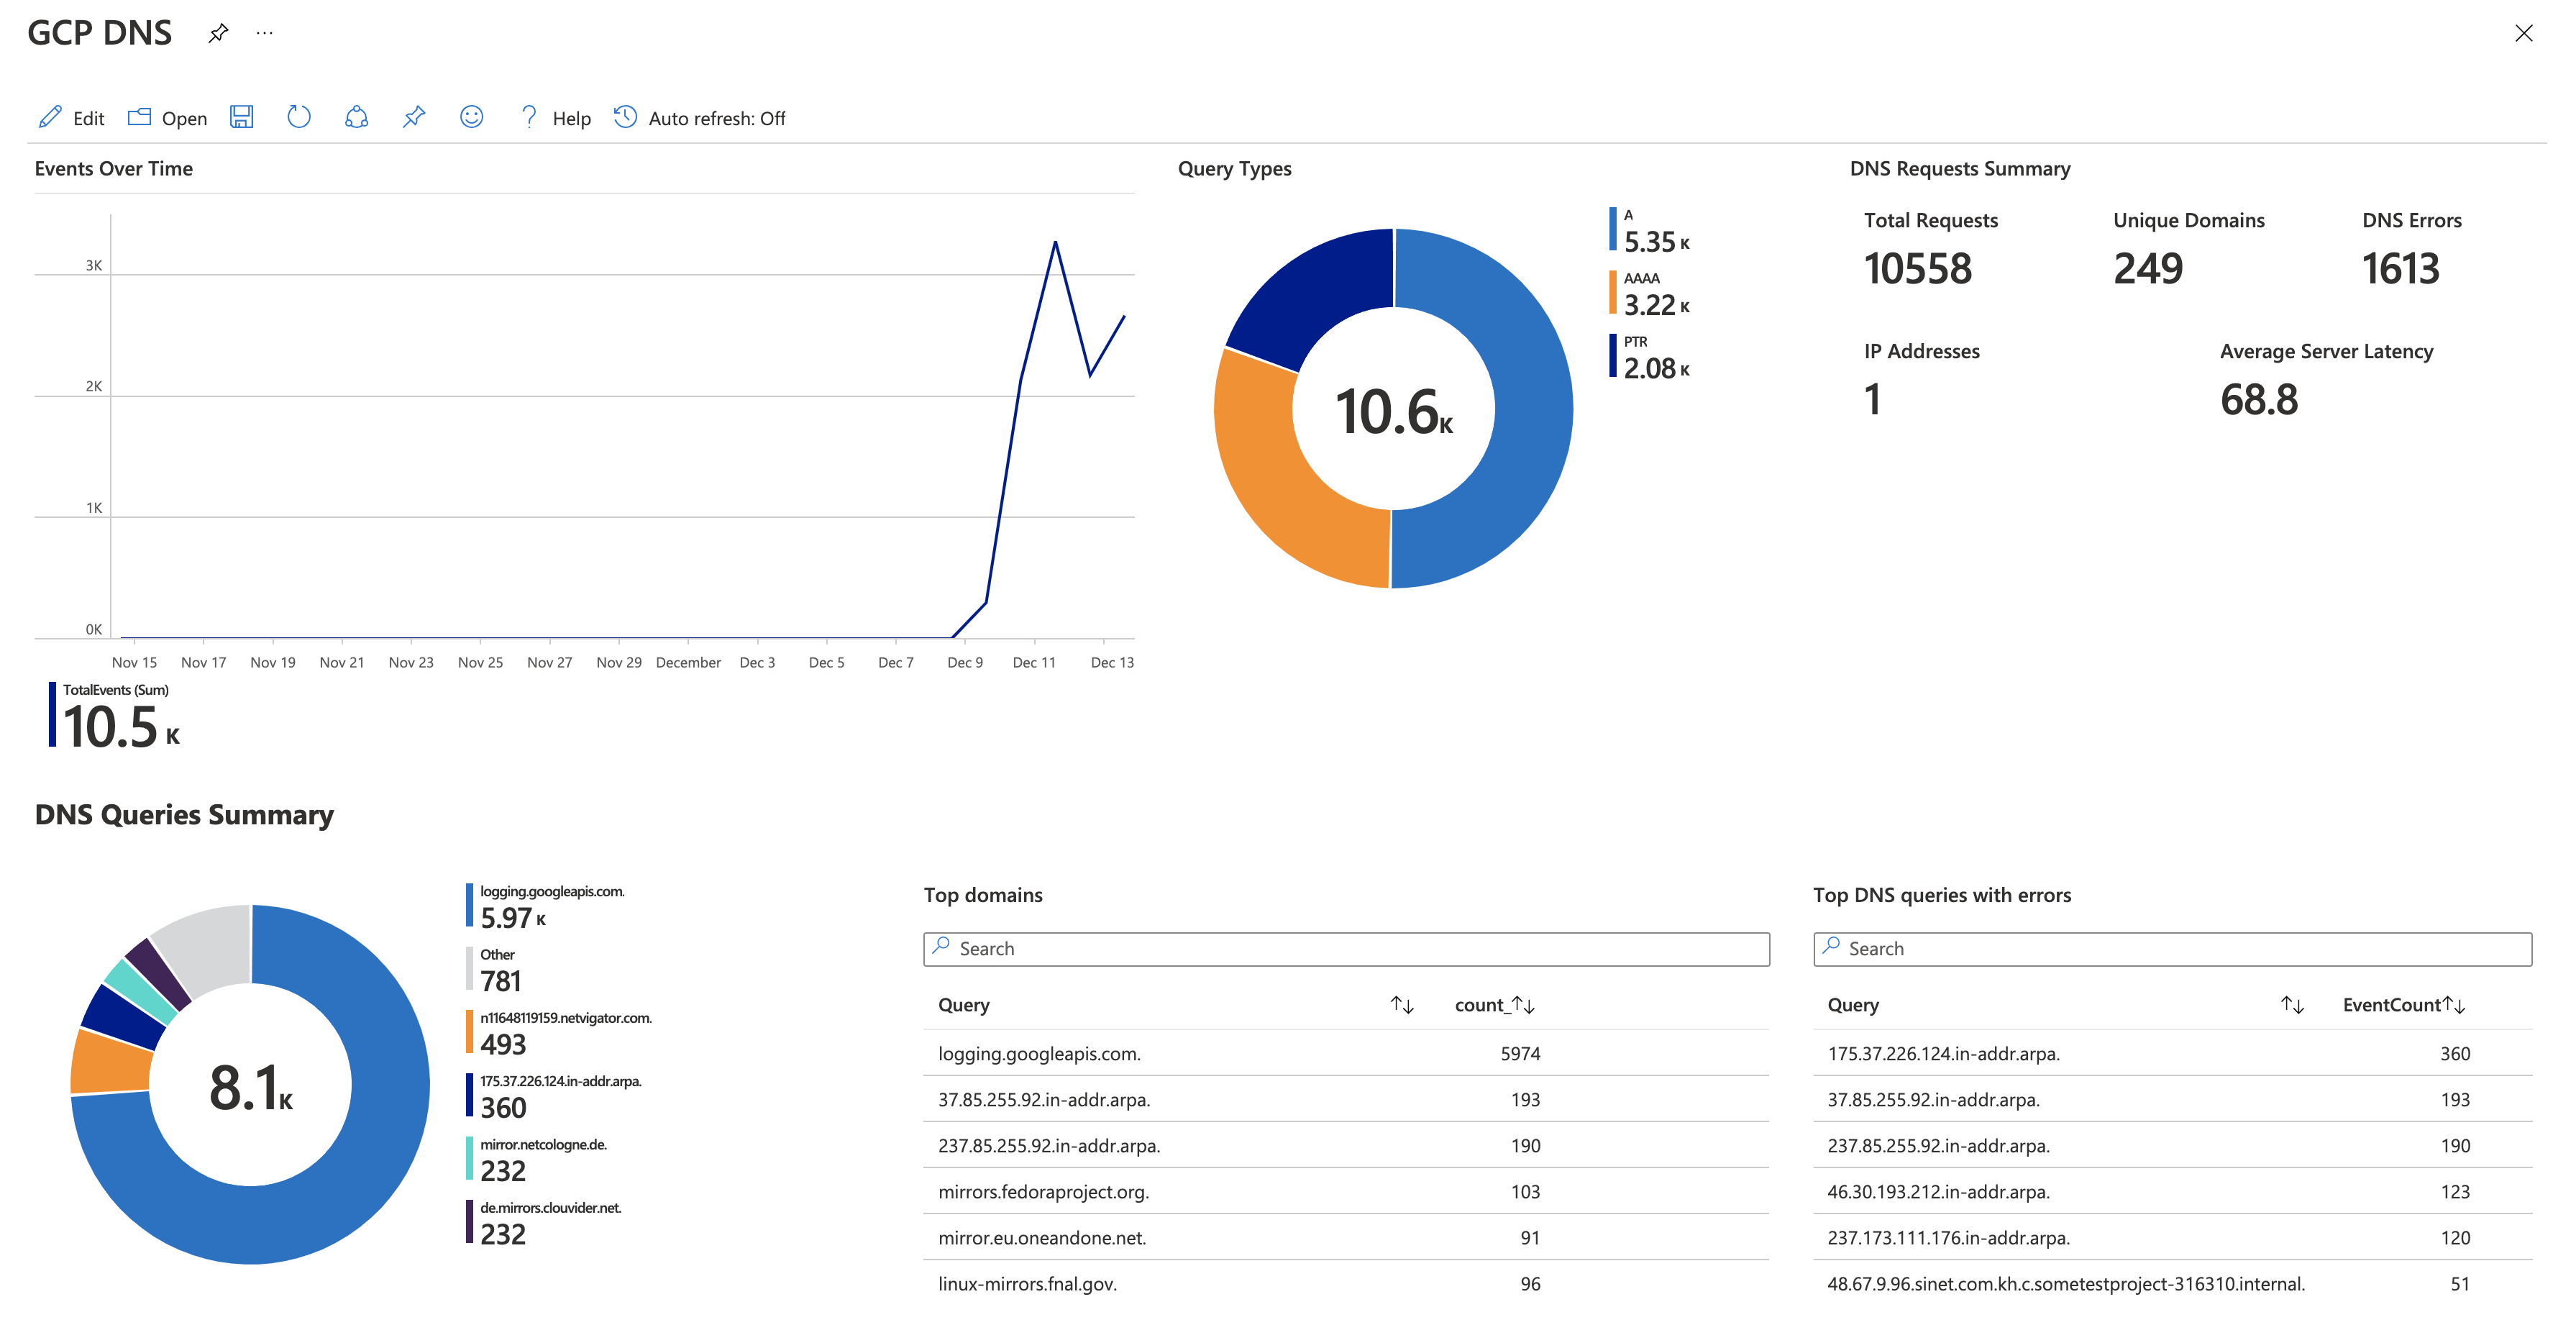 GCP DNS
Edit Open Help Auto refresh: Off
Events Over Time
3K
2K
1K
0K
Nov 15 Nov 17 Nov 19 Nov 21 Nov 23 Nov 25 Nov 27 Nov 29 December Dec 3 Dec 5 Dec 7 Dec 9 Dec 11 Dec 13
TotalEvents (Sum)
10.5 K
Query Types
10.6K
A
5.35 K
AAAA
3.22 K
PTR
2.08 K
DNS Requests Summary
Total Requests Unique Domains DNS Errors
10558 249 1613
IP Addresses Average Server Latency
1 68.8
DNS Queries Summary
8.1K
logging.googleapis.com.
5.97 K
Other
781
n11648119159.netvigator.com.
493
175.37.226.124.in-addr.arpa.
360
mirror.netcologne.de.
232
de.mirrors.clouvider.net.
232
Top domains
Search
Query count_
logging.googleapis.com. 5974
37.85.255.92.in-addr.arpa. 193
237.85.255.92.in-addr.arpa. 190
mirrors.fedoraproject.org. 103
mirror.eu.oneandone.net. 91
linux-mirrors.fnal.gov. 96
Top DNS queries with errors
Search
Query EventCount
175.37.226.124.in-addr.arpa. 360
37.85.255.92.in-addr.arpa. 193
237.85.255.92.in-addr.arpa. 190
46.30.193.212.in-addr.arpa. 123
237.173.111.176.in-addr.arpa. 120
48.67.9.96.sinet.com.kh.c.sometestproject-316310.internal. 51